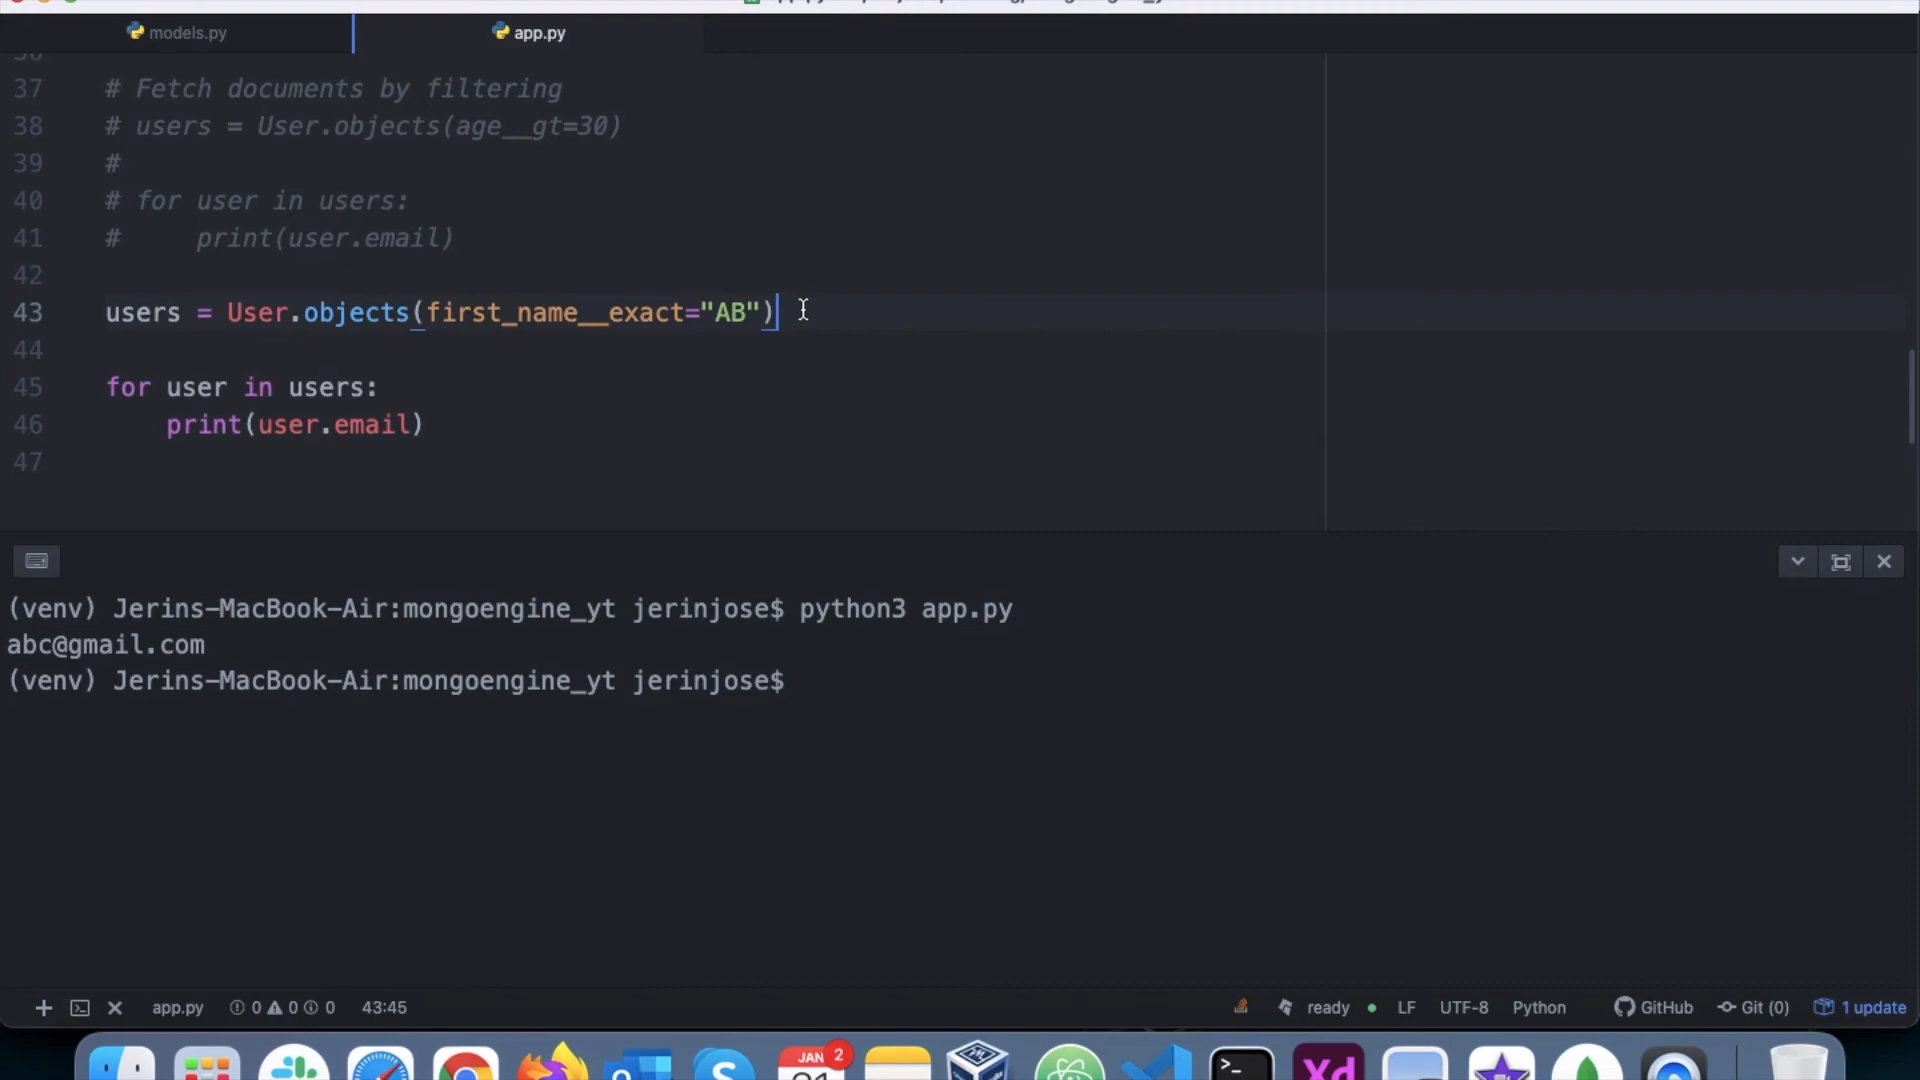 models.py
app.py
37 # Fetch documents by filtering
38 # users = User.objects(age__gt=30)
39 #
40 # for user in users:
41 #     print(user.email)
42
43 users = User.objects(first_name__exact="AB")
44
45 for user in users:
46     print(user.email)
47
(venv) Jerins-MacBook-Air:mongoengine_yt jerinjose$ python3 app.py
abc@gmail.com
(venv) Jerins-MacBook-Air:mongoengine_yt jerinjose$
app.py 0 0 0 43:45 ready LF UTF-8 Python GitHub Git (0) 1 update
JAN 2
Xd